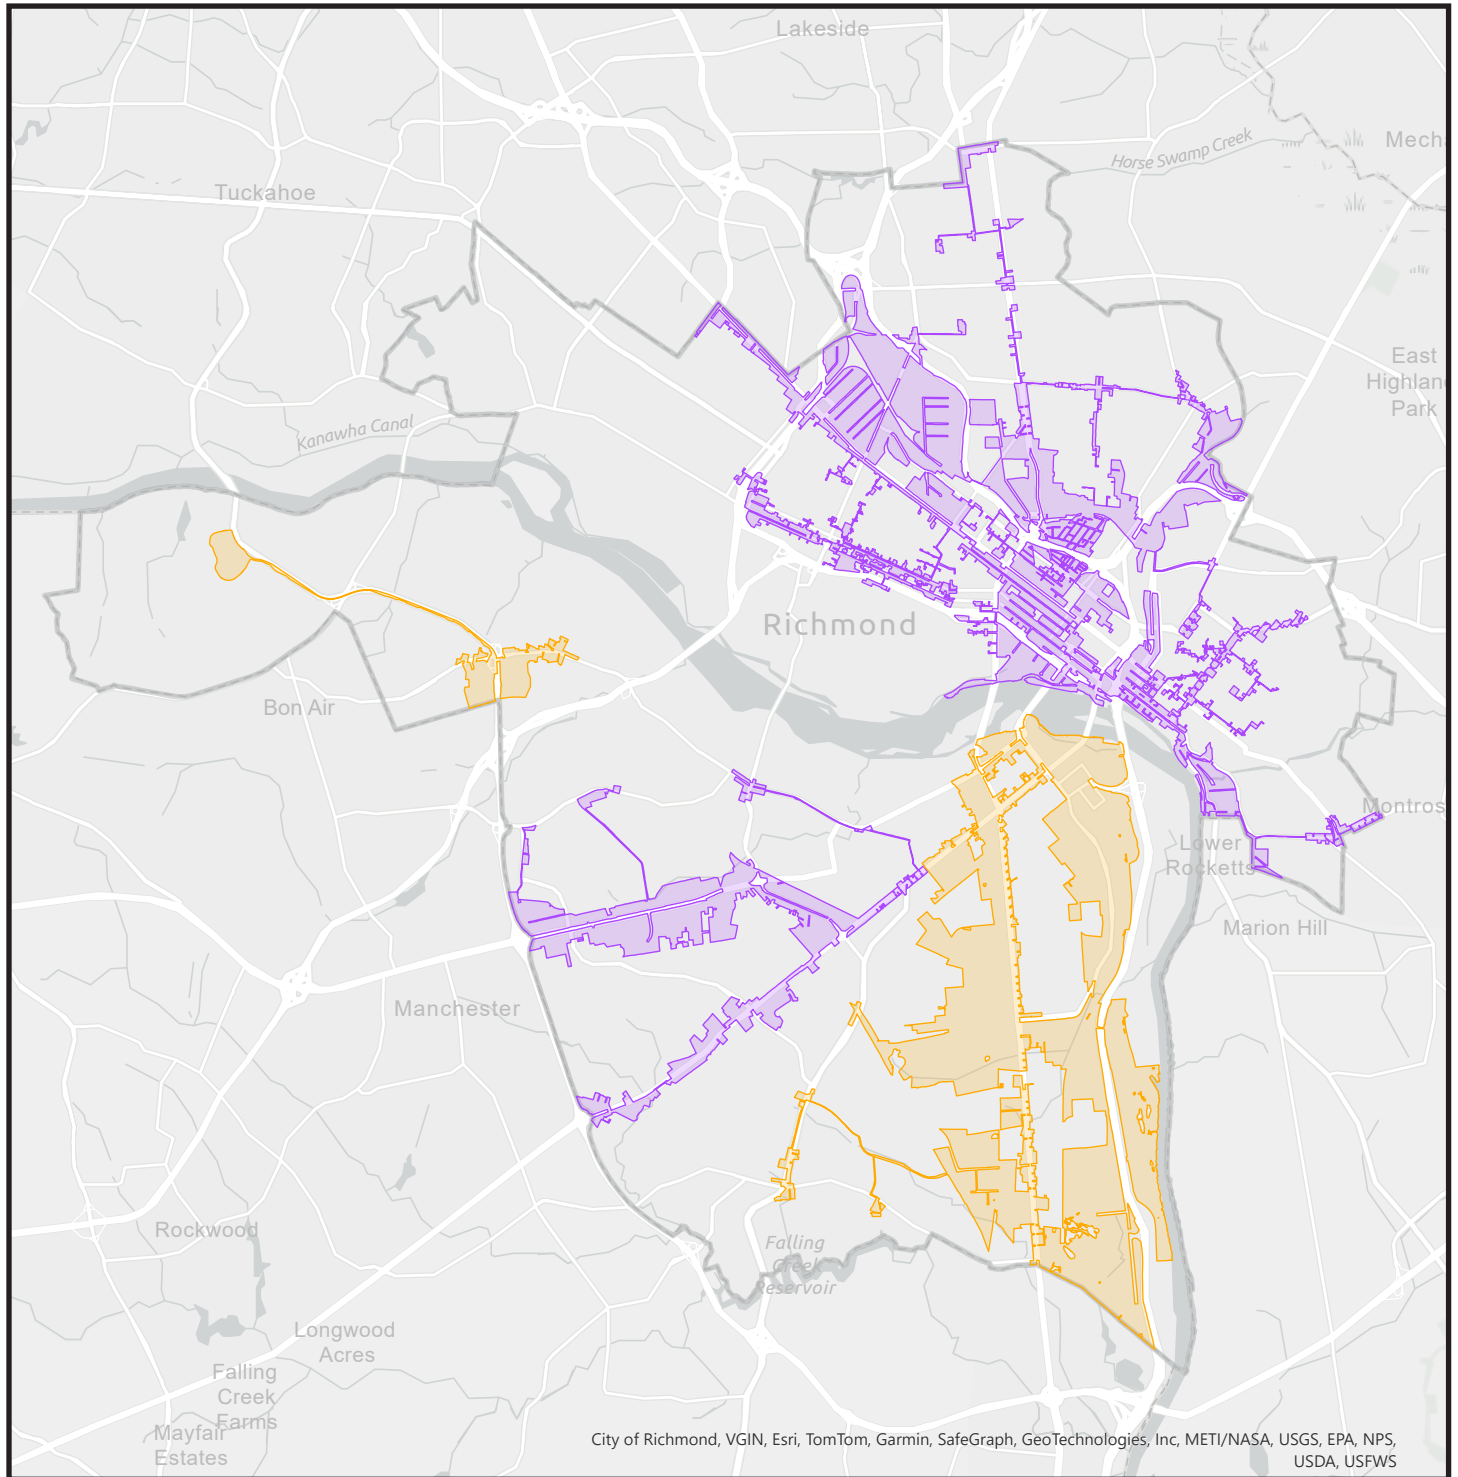 Lakeside
Horse Swamp Creek
Mech
Tuckahoe
East
Highlan
Park
Kanawha Canal
Richmond
Bon Air
Montros
Lower
Rocketts
Marion Hill
Manchester
Rockwood
Falling
Creek
Reservoir
Longwood
Acres
Falling
Creek
Farms
Mayfair
Estates
City of Richmond, VGIN, Esri, TomTom, Garmin, SafeGraph, GeoTechnologies, Inc, METI/NASA, USGS, EPA, NPS,
USDA, USFWS